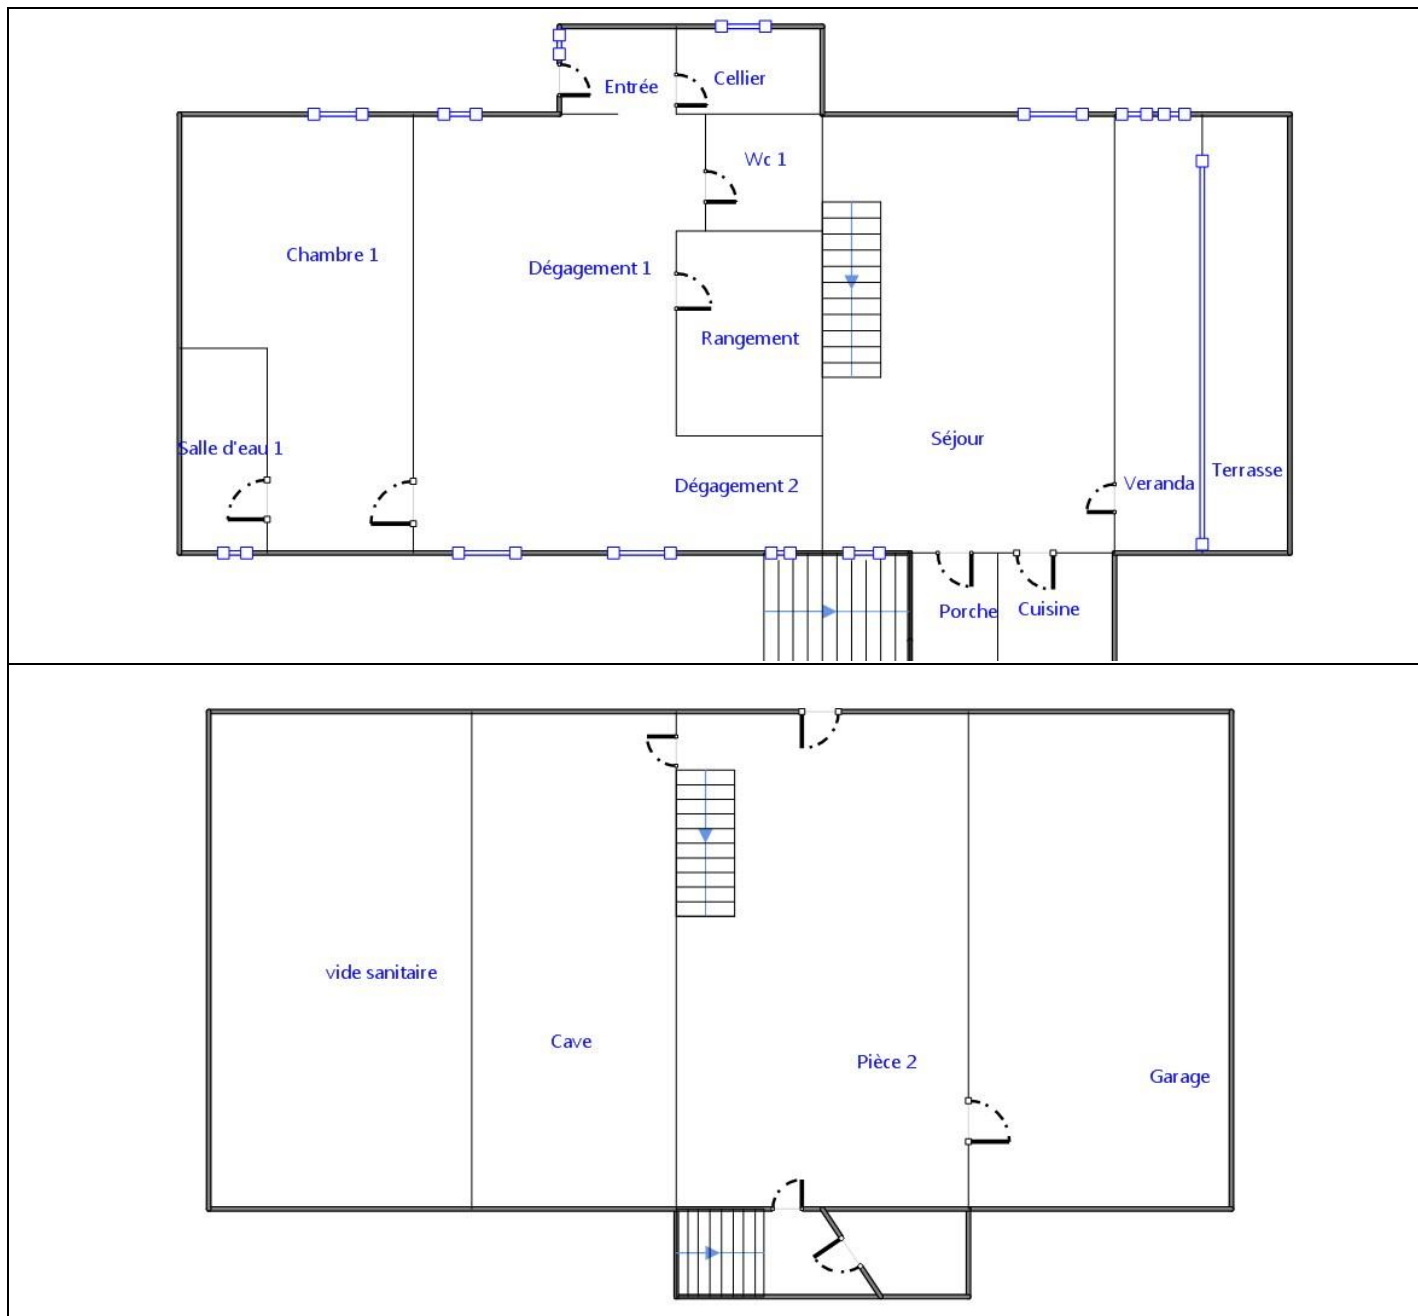 Entrée
Cellier
Wc 1
Chambre 1
Dégagement 1
Rangement
Séjour
Salle d'eau 1
Dégagement 2
Veranda
Terrasse
Porche
Cuisine
vide sanitaire
Cave
Pièce 2
Garage